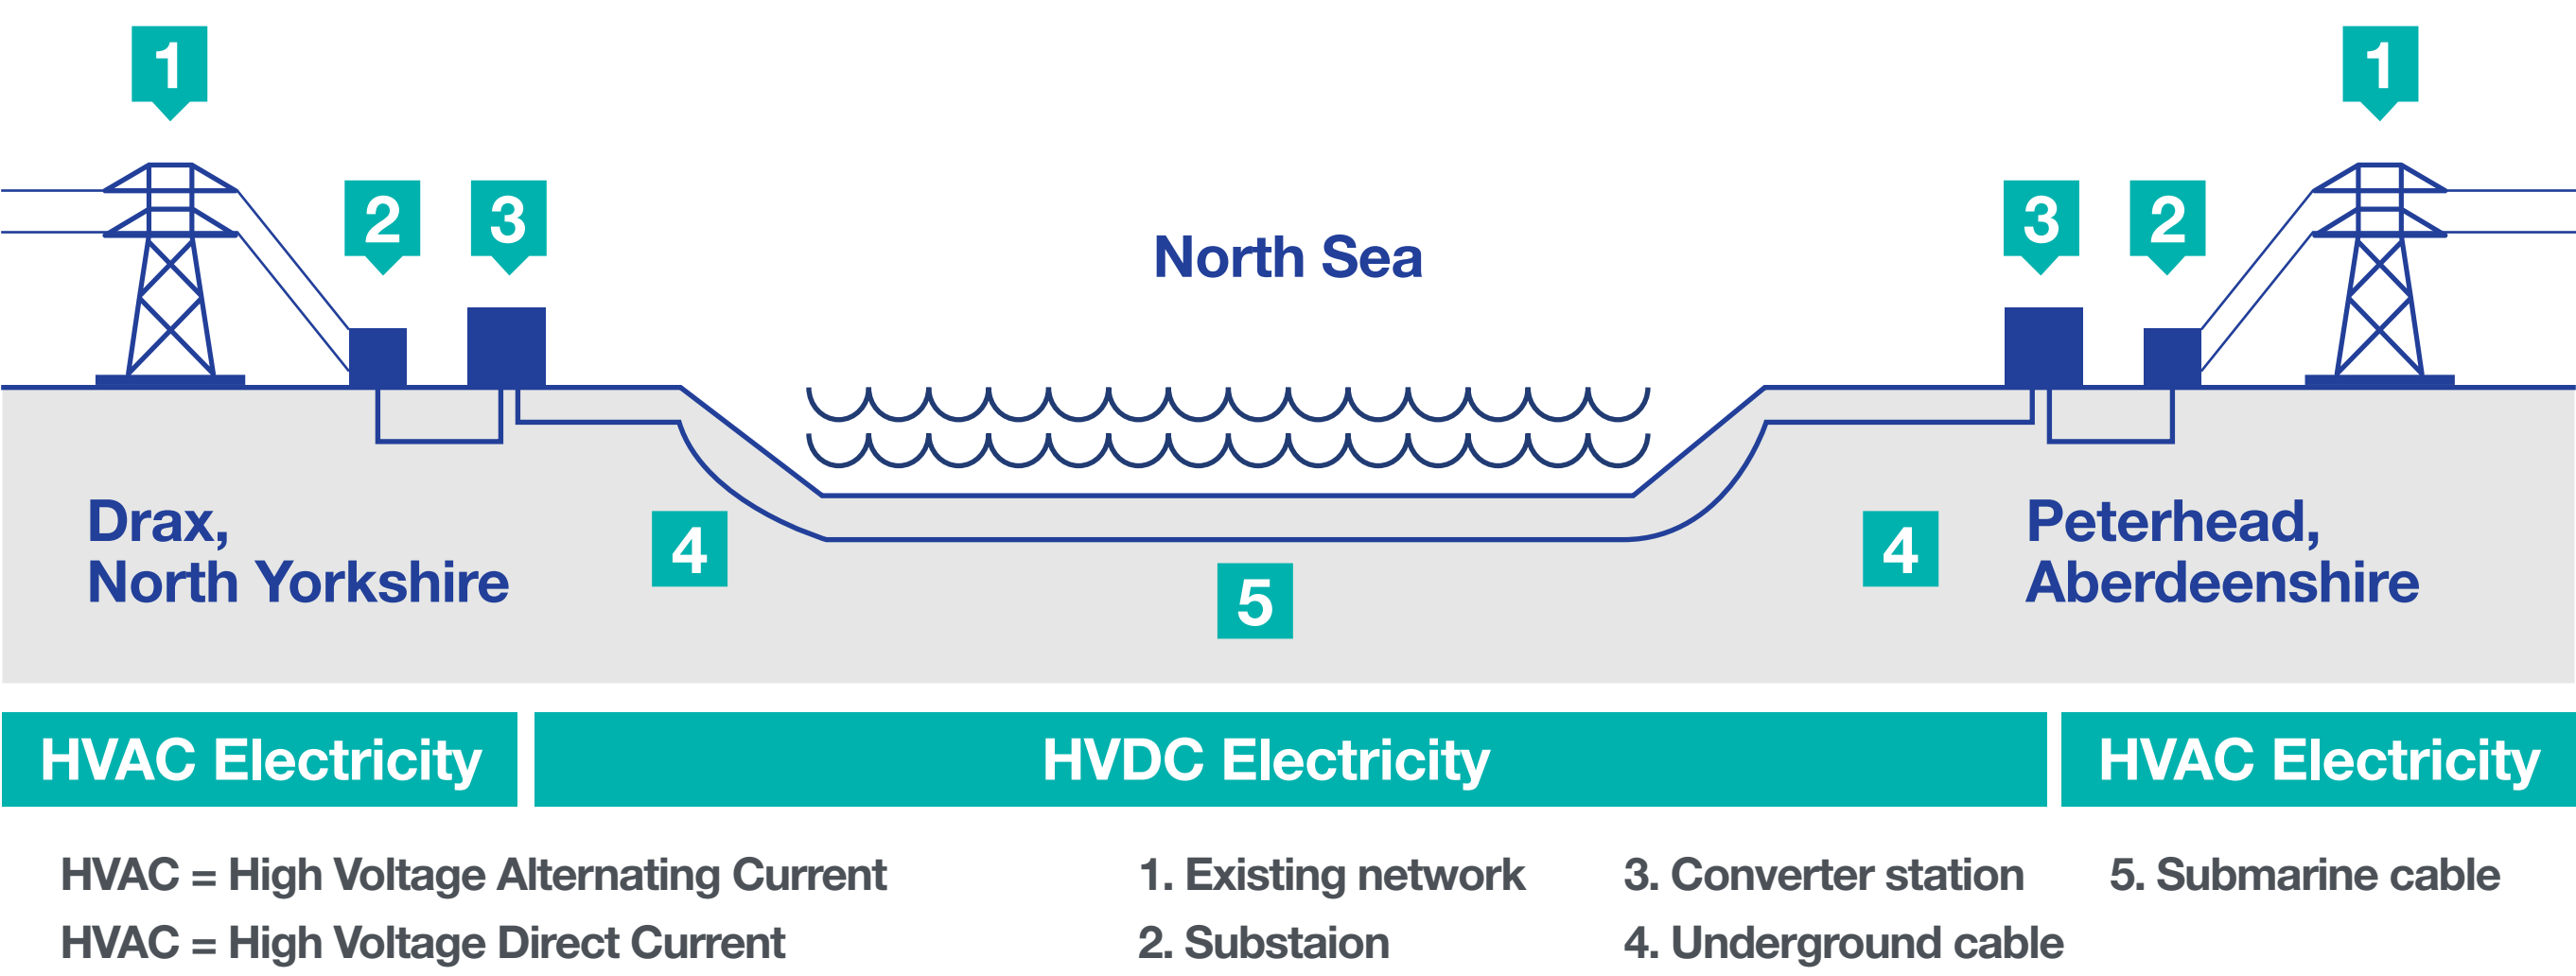 1
1
2
3
3
2
North Sea
Drax,
North Yorkshire
4
5
4
Peterhead,
Aberdeenshire
HVAC Electricity
HVDC Electricity
HVAC Electricity
HVAC = High Voltage Alternating Current
HVAC = High Voltage Direct Current
1. Existing network
2. Substaion
3. Converter station
4. Underground cable
5. Submarine cable